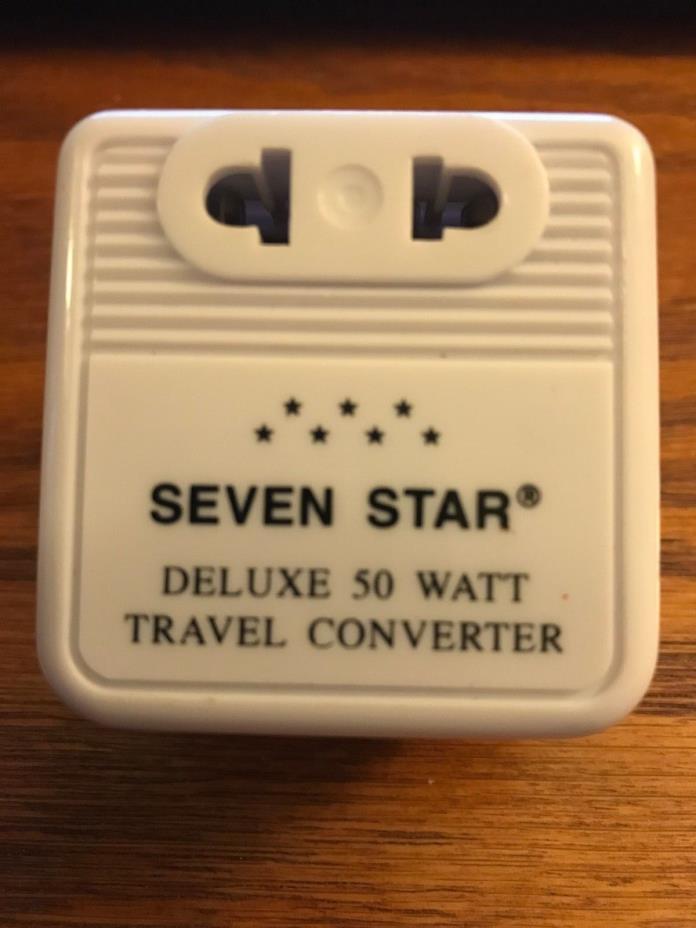 SEVEN STAR®
DELUXE 50 WATT
TRAVEL CONVERTER